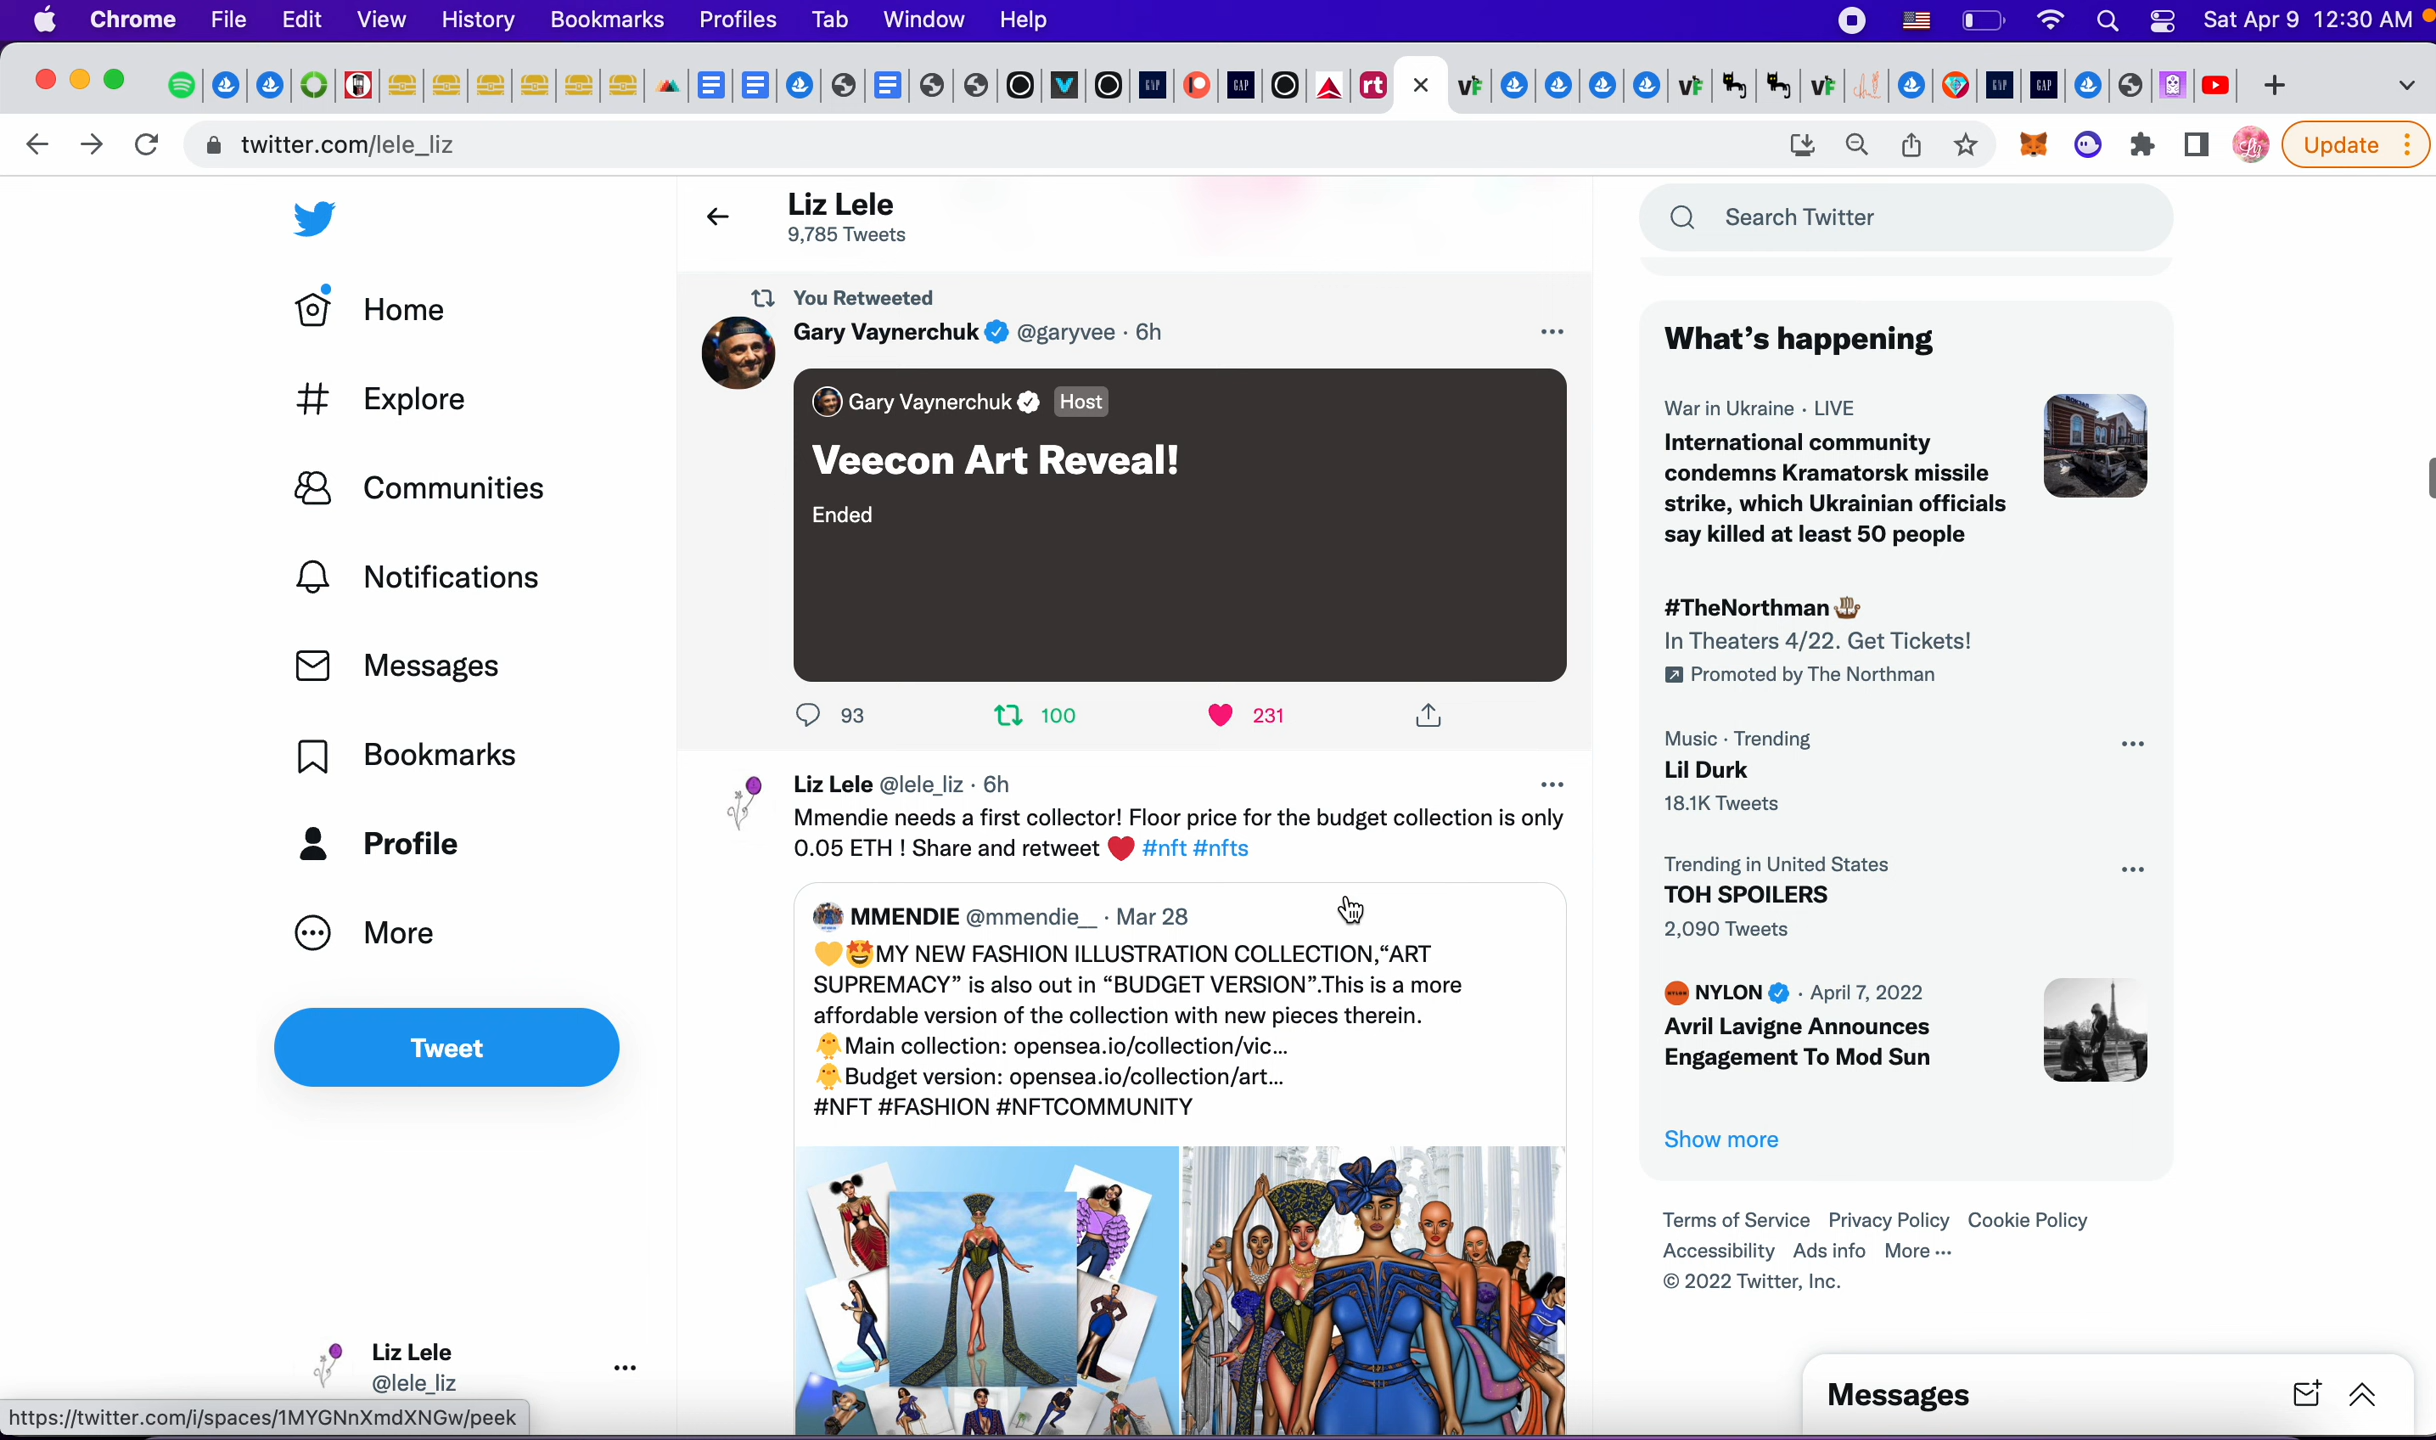 Chrome File Edit View History Bookmarks Profiles Tab Window Help Sat Apr 9 12:30 AM
twitter.com/lele_liz Update
Liz Lele
9,785 Tweets
Search Twitter
Home
Explore
Communities
Notifications
Messages
Bookmarks
Profile
More
Tweet
Liz Lele
@lele_liz
https://twitter.com/i/spaces/1MYGNnXmdXNGw/peek
You Retweeted
Gary Vaynerchuk @garyvee · 6h
Gary Vaynerchuk Host
Veecon Art Reveal!
Ended
93 100 231
Liz Lele @lele_liz · 6h
Mmendie needs a first collector! Floor price for the budget collection is only
0.05 ETH ! Share and retweet ❤️ #nft #nfts
MMENDIE @mmendie__ · Mar 28
💛🤩MY NEW FASHION ILLUSTRATION COLLECTION,“ART
SUPREMACY” is also out in “BUDGET VERSION”.This is a more
affordable version of the collection with new pieces therein.
🐥Main collection: opensea.io/collection/vic...
🐥Budget version: opensea.io/collection/art...
#NFT #FASHION #NFTCOMMUNITY
What’s happening
War in Ukraine · LIVE
International community
condemns Kramatorsk missile
strike, which Ukrainian officials
say killed at least 50 people
#TheNorthman
In Theaters 4/22. Get Tickets!
Promoted by The Northman
Music · Trending
Lil Durk
18.1K Tweets
Trending in United States
TOH SPOILERS
2,090 Tweets
NYLON · April 7, 2022
Avril Lavigne Announces
Engagement To Mod Sun
Show more
Terms of Service Privacy Policy Cookie Policy
Accessibility Ads info More ···
© 2022 Twitter, Inc.
Messages